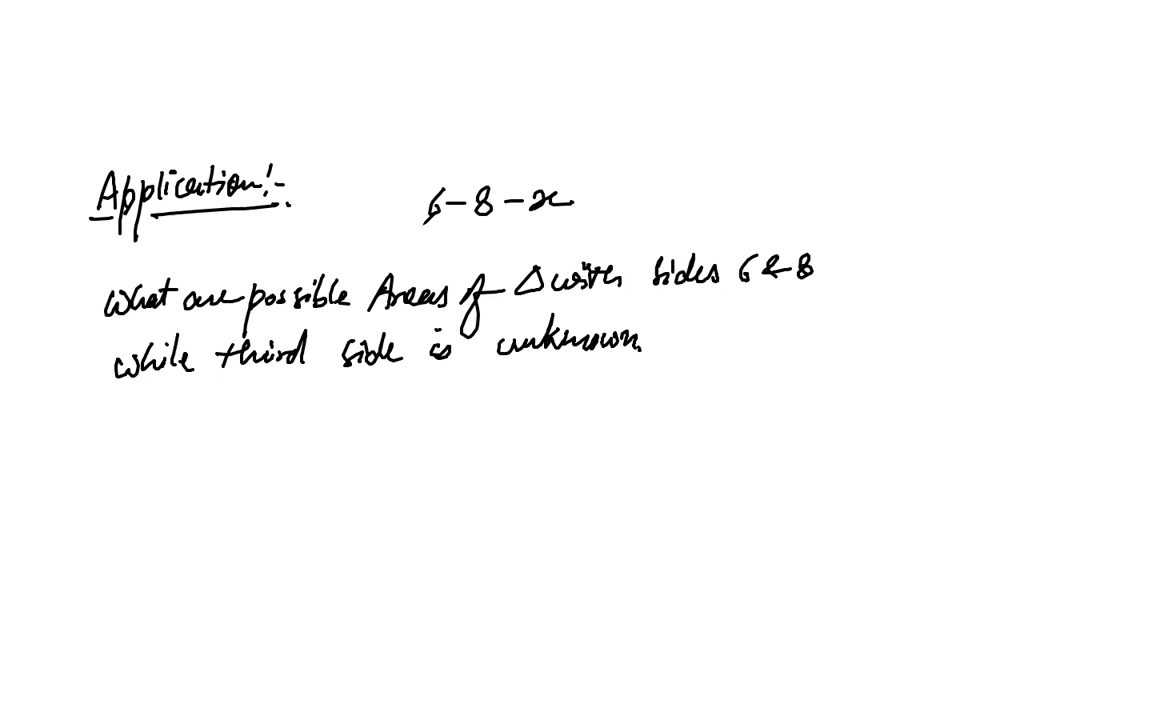 Application:-
6-8-x
What are possible Areas of Δ with sides 6 & 8
while third side is unknown.